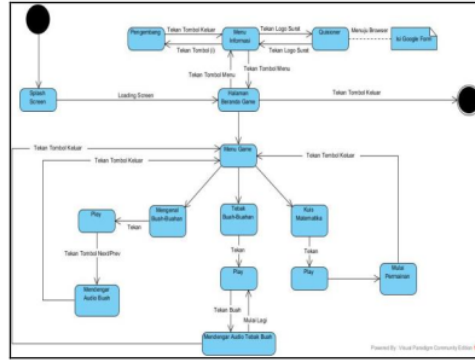 Pengembang
Tekan Tombol Keluar
Tekan Tombol (i)
Menu
Informasi
Tekan Logo Surat
Tekan Logo Surat
Quisioner
Menuju Browser
Isi Google Form
Tekan Tombol Menu
Tekan Tombol Menu
Splash
Screen
Loading Screen
Halaman
Beranda Game
Tekan Tombol Keluar
Tekan Tombol Keluar
Tekan Tombol Keluar
Menu Game
Tekan Tombol Keluar
Play
Tekan
Mengenal
Buah-Buahan
Tebak
Buah-Buahan
Kuis
Matematika
Tekan
Tekan
Tekan Tombol Next/Prev
Play
Play
Mulai
Permainan
Mendengar
Audio Buah
Tekan Buah
Mulai Lagi
Mendengar Audio Tebak Buah
Powered By: Visual Paradigm Community Edition